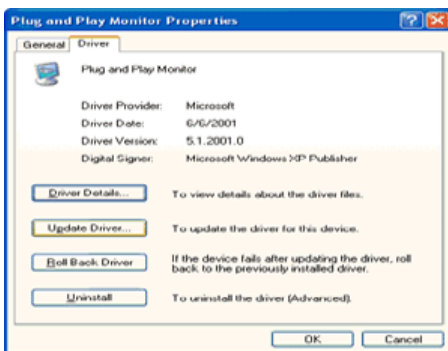 Plug and Play Monitor Properties
General Driver
Plug and Play Monitor
Driver Provider: Microsoft
Driver Date: 6/6/2001
Driver Version: 5.1.2001.0
Digital Signer: Microsoft Windows XP Publisher
Driver Details... To view details about the driver files.
Update Driver... To update the driver for this device.
Roll Back Driver If the device fails after updating the driver, roll
back to the previously installed driver.
Uninstall To uninstall the driver (Advanced).
OK Cancel